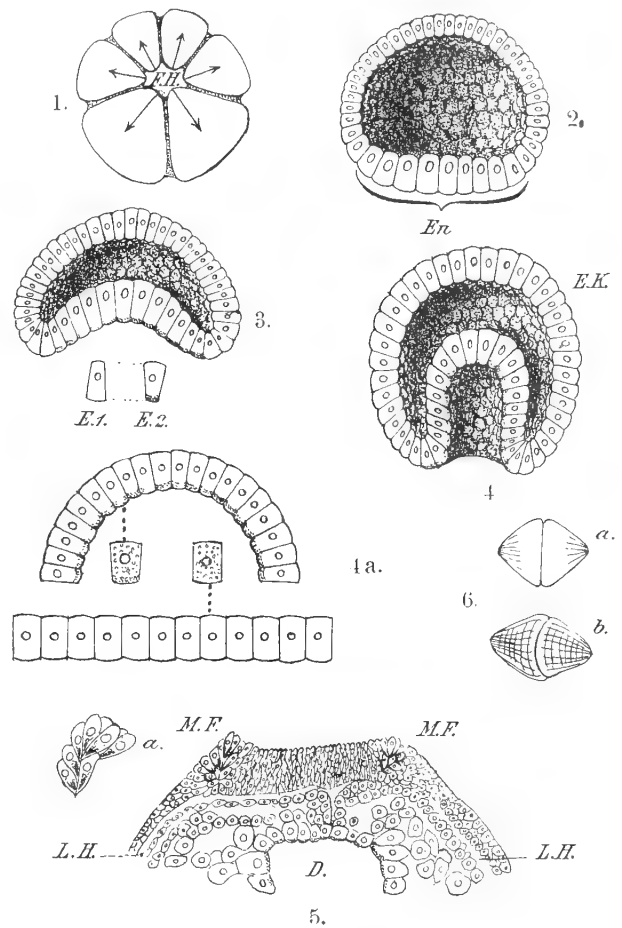 F.H.
1.
2.
En
3.
E.1. E.2.
E.K.
4
4a.
a.
6.
b.
a.
M.F. M.F.
L.H. L.H.
D.
5.